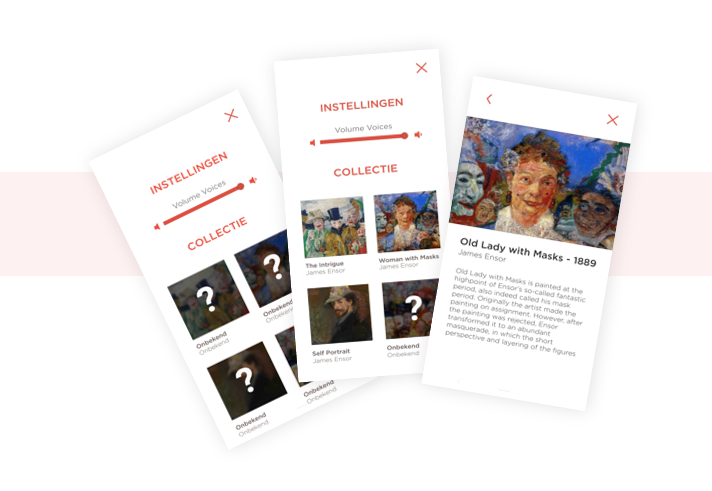 INSTELLINGEN
Volume Voices
COLLECTIE
?
?
Onbekend
Onbekend
Onbekend
Onbekend
?
Onbekend
Onbekend
Onbekend
Onbekend
INSTELLINGEN
Volume Voices
COLLECTIE
The Intrigue
James Ensor
Woman with Masks
James Ensor
?
Self Portrait
James Ensor
Onbekend
Onbekend
Old Lady with Masks - 1889
James Ensor
Old Lady with Masks is painted at the
highpoint of Ensor's so-called fantastic
period, also indeed called his mask
period. Originally the artist made the
painting on assignment. However, after
the painting was rejected, Ensor
transformed it to an abundant
masquerade, in which the short
perspective and layering of the figures